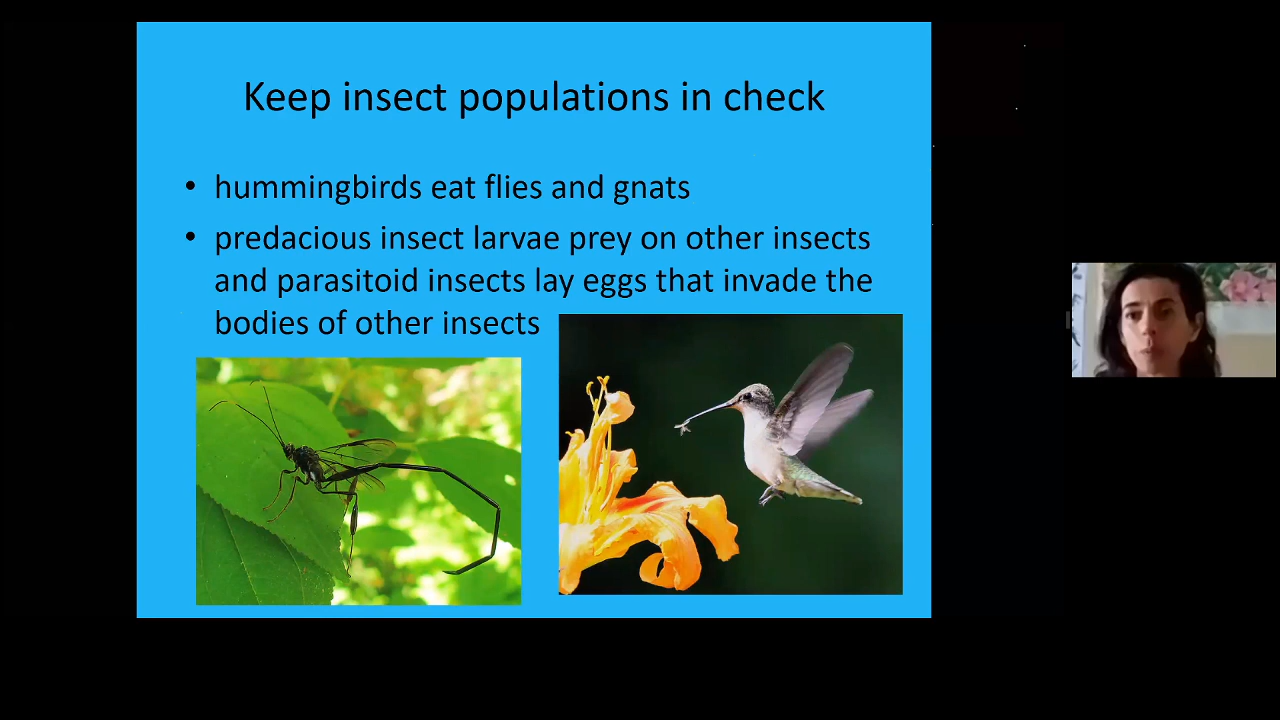 Keep insect populations in check
• hummingbirds eat flies and gnats
• predacious insect larvae prey on other insects
and parasitoid insects lay eggs that invade the
bodies of other insects